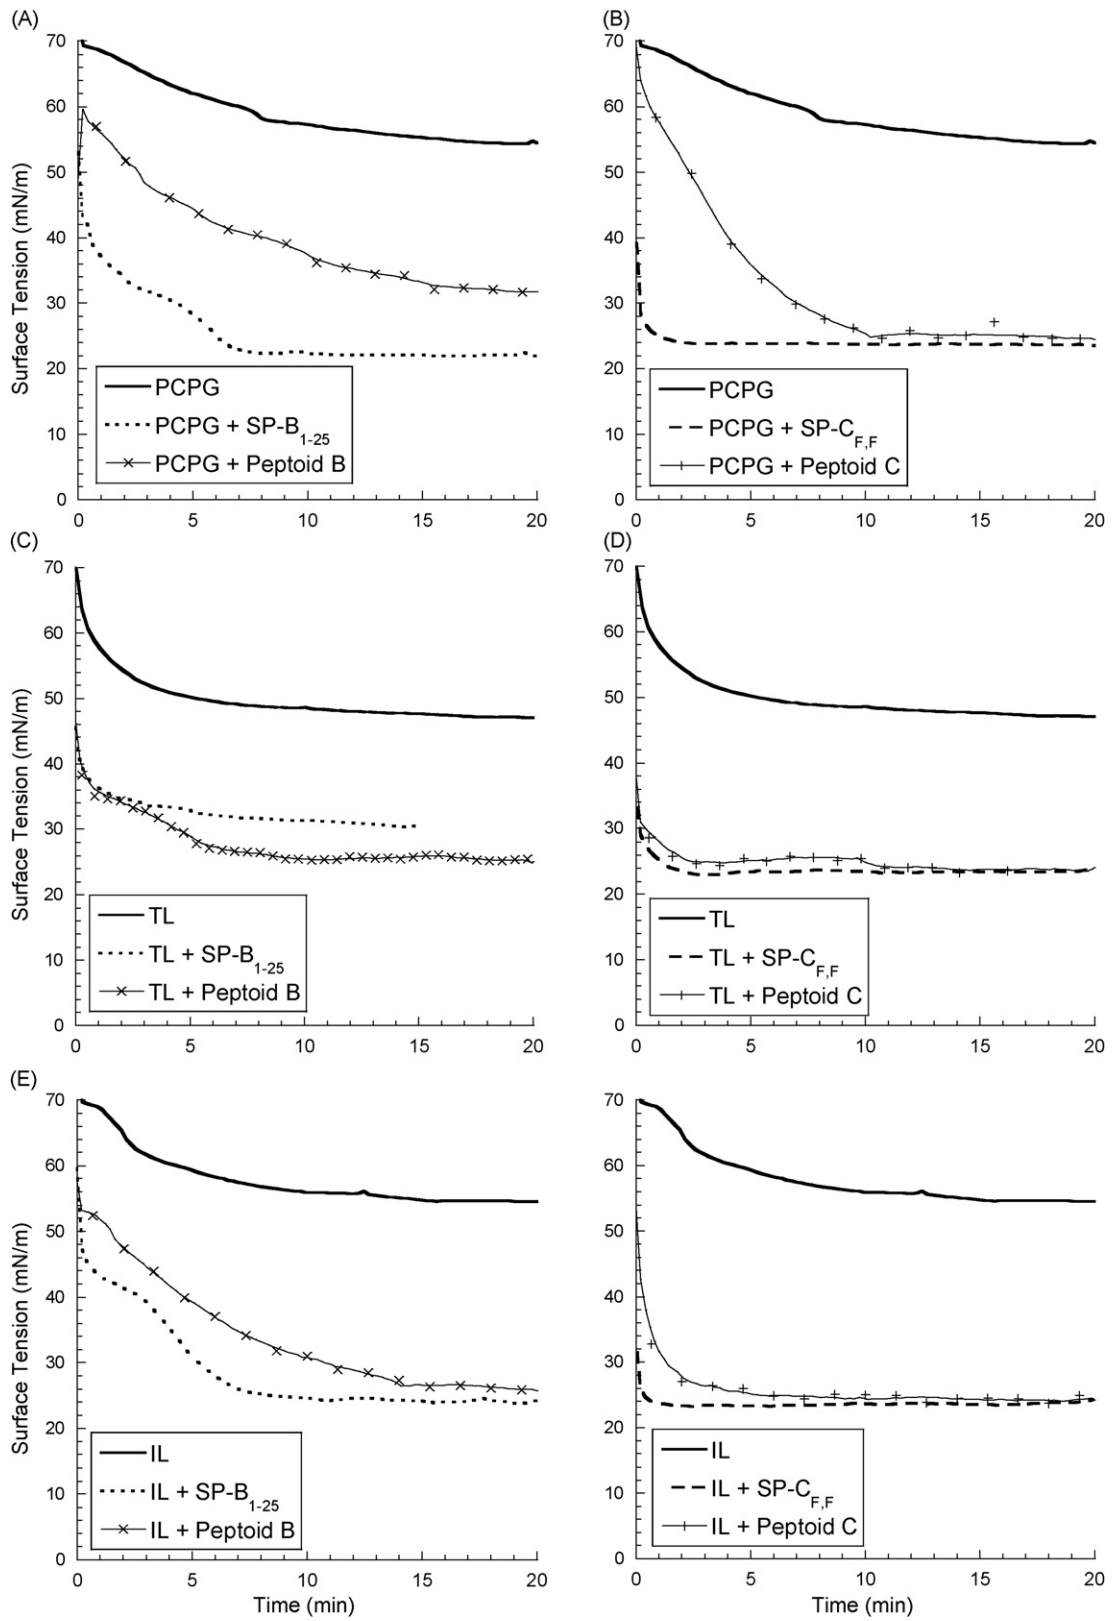 (A)
Surface Tension (mN/m)
70
60
50
40
30
20
10
0
PCPG
PCPG + SP-B1-25
PCPG + Peptoid B
0 5 10 15 20
(B)
70
60
50
40
30
20
10
0
PCPG
PCPG + SP-CF,F
PCPG + Peptoid C
0 5 10 15 20
(C)
Surface Tension (mN/m)
70
60
50
40
30
20
10
0
TL
TL + SP-B1-25
TL + Peptoid B
0 5 10 15 20
(D)
70
60
50
40
30
20
10
0
TL
TL + SP-CF,F
TL + Peptoid C
0 5 10 15 20
(E)
Surface Tension (mN/m)
70
60
50
40
30
20
10
0
IL
IL + SP-B1-25
IL + Peptoid B
0 5 10 15 20
Time (min)
70
60
50
40
30
20
10
0
IL
IL + SP-CF,F
IL + Peptoid C
0 5 10 15 20
Time (min)